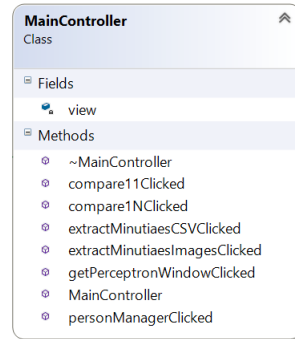 MainController
Class
Fields
view
Methods
~MainController
compare11Clicked
compare1NClicked
extractMinutiaesCSVClicked
extractMinutiaesImagesClicked
getPerceptronWindowClicked
MainController
personManagerClicked